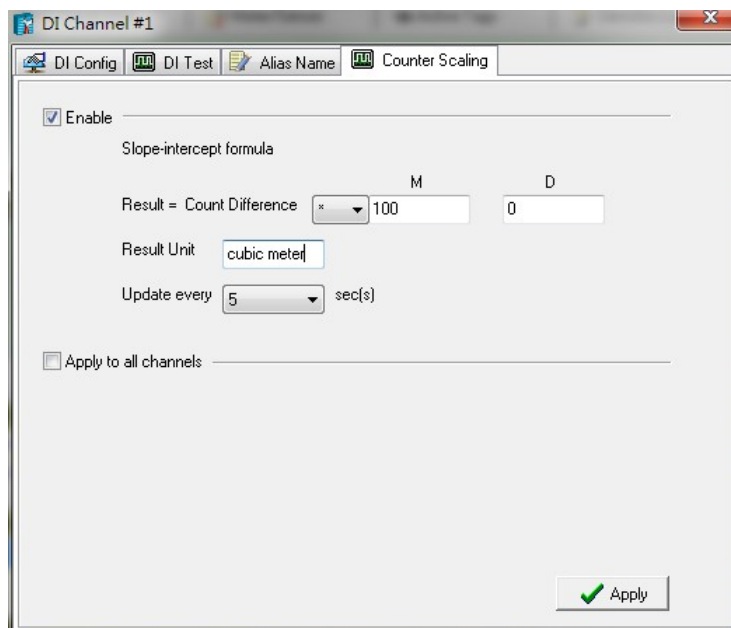 DI Channel #1
DI Config DI Test Alias Name Counter Scaling
Enable
Slope-intercept formula
M D
Result = Count Difference * 100 0
Result Unit cubic meter
Update every 5 sec(s)
Apply to all channels
Apply